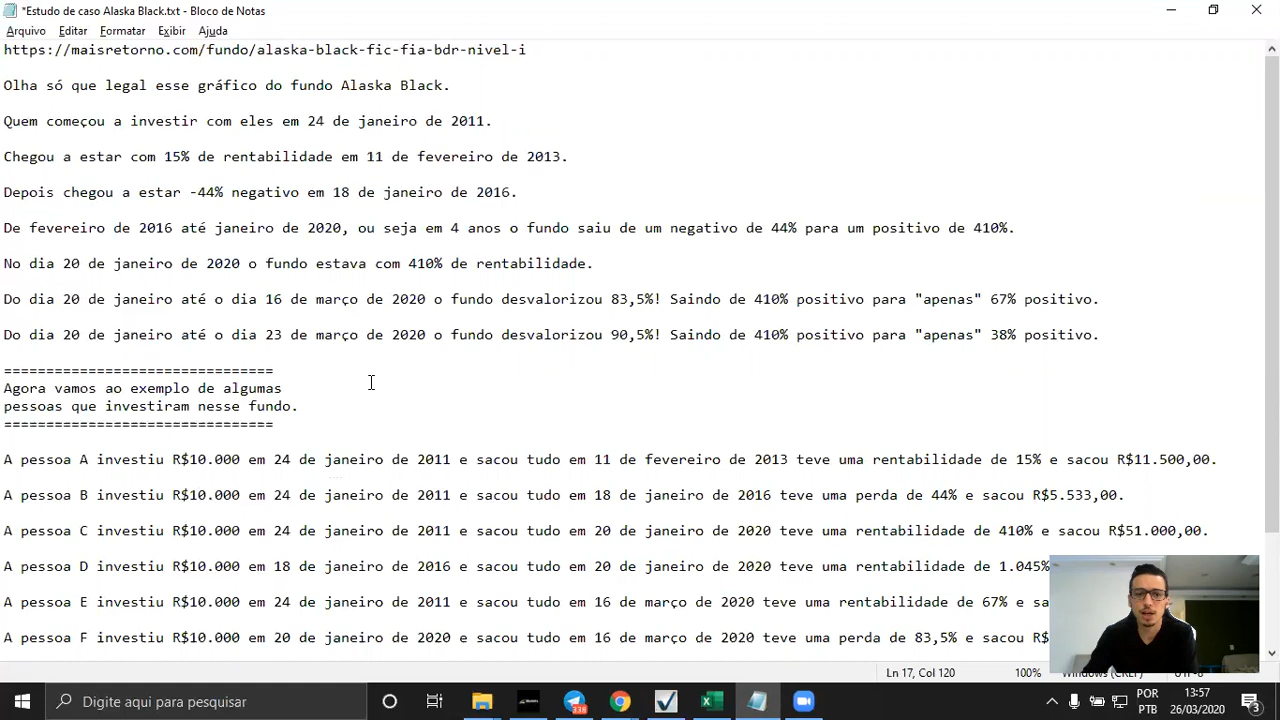 *Estudo de caso Alaska Black.txt - Bloco de Notas
Arquivo Editar Formatar Exibir Ajuda
https://maisretorno.com/fundo/alaska-black-fic-fia-bdr-nivel-i
Olha só que legal esse gráfico do fundo Alaska Black.
Quem começou a investir com eles em 24 de janeiro de 2011.
Chegou a estar com 15% de rentabilidade em 11 de fevereiro de 2013.
Depois chegou a estar -44% negativo em 18 de janeiro de 2016.
De fevereiro de 2016 até janeiro de 2020, ou seja em 4 anos o fundo saiu de um negativo de 44% para um positivo de 410%.
No dia 20 de janeiro de 2020 o fundo estava com 410% de rentabilidade.
Do dia 20 de janeiro até o dia 16 de março de 2020 o fundo desvalorizou 83,5%! Saindo de 410% positivo para "apenas" 67% positivo.
Do dia 20 de janeiro até o dia 23 de março de 2020 o fundo desvalorizou 90,5%! Saindo de 410% positivo para "apenas" 38% positivo.
================================
Agora vamos ao exemplo de algumas
pessoas que investiram nesse fundo.
================================
A pessoa A investiu R$10.000 em 24 de janeiro de 2011 e sacou tudo em 11 de fevereiro de 2013 teve uma rentabilidade de 15% e sacou R$11.500,00.
A pessoa B investiu R$10.000 em 24 de janeiro de 2011 e sacou tudo em 18 de janeiro de 2016 teve uma perda de 44% e sacou R$5.533,00.
A pessoa C investiu R$10.000 em 24 de janeiro de 2011 e sacou tudo em 20 de janeiro de 2020 teve uma rentabilidade de 410% e sacou R$51.000,00.
A pessoa D investiu R$10.000 em 18 de janeiro de 2016 e sacou tudo em 20 de janeiro de 2020 teve uma rentabilidade de 1.045%
A pessoa E investiu R$10.000 em 24 de janeiro de 2011 e sacou tudo em 16 de março de 2020 teve uma rentabilidade de 67% e sa
A pessoa F investiu R$10.000 em 20 de janeiro de 2020 e sacou tudo em 16 de março de 2020 teve uma perda de 83,5% e sacou R$
Ln 17, Col 120 100% Windows (CRLF) UTF-8
Digite aqui para pesquisar
338
POR
PTB
13:57
26/03/2020
3